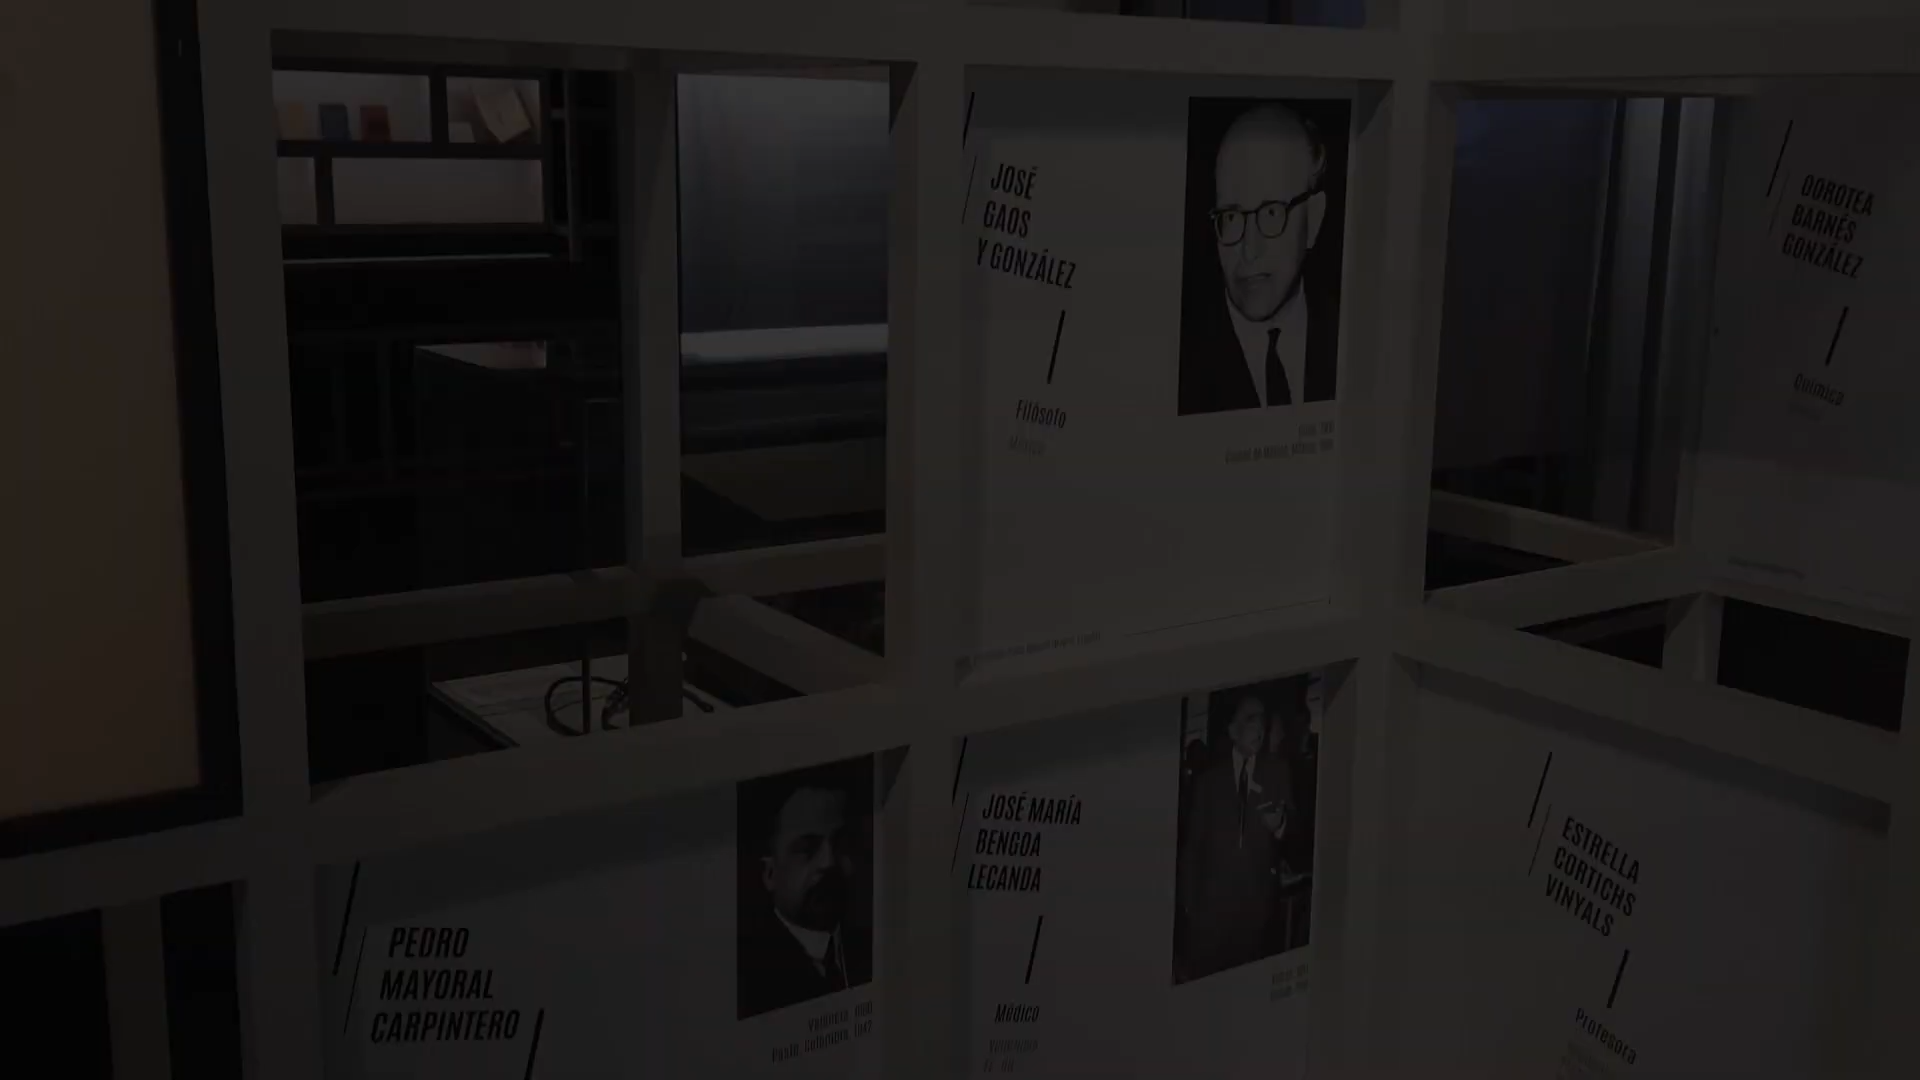 JOSÉ
GAOS
Y GONZÁLEZ
Filósofo
México
DOROTEA
BARNÉS
GONZÁLEZ
Química
PEDRO
MAYORAL
CARPINTERO
JOSÉ MARÍA
BENGOA
LECANDA
Médico
ESTRELLA
CORTICHS
VINYALS
Profesora